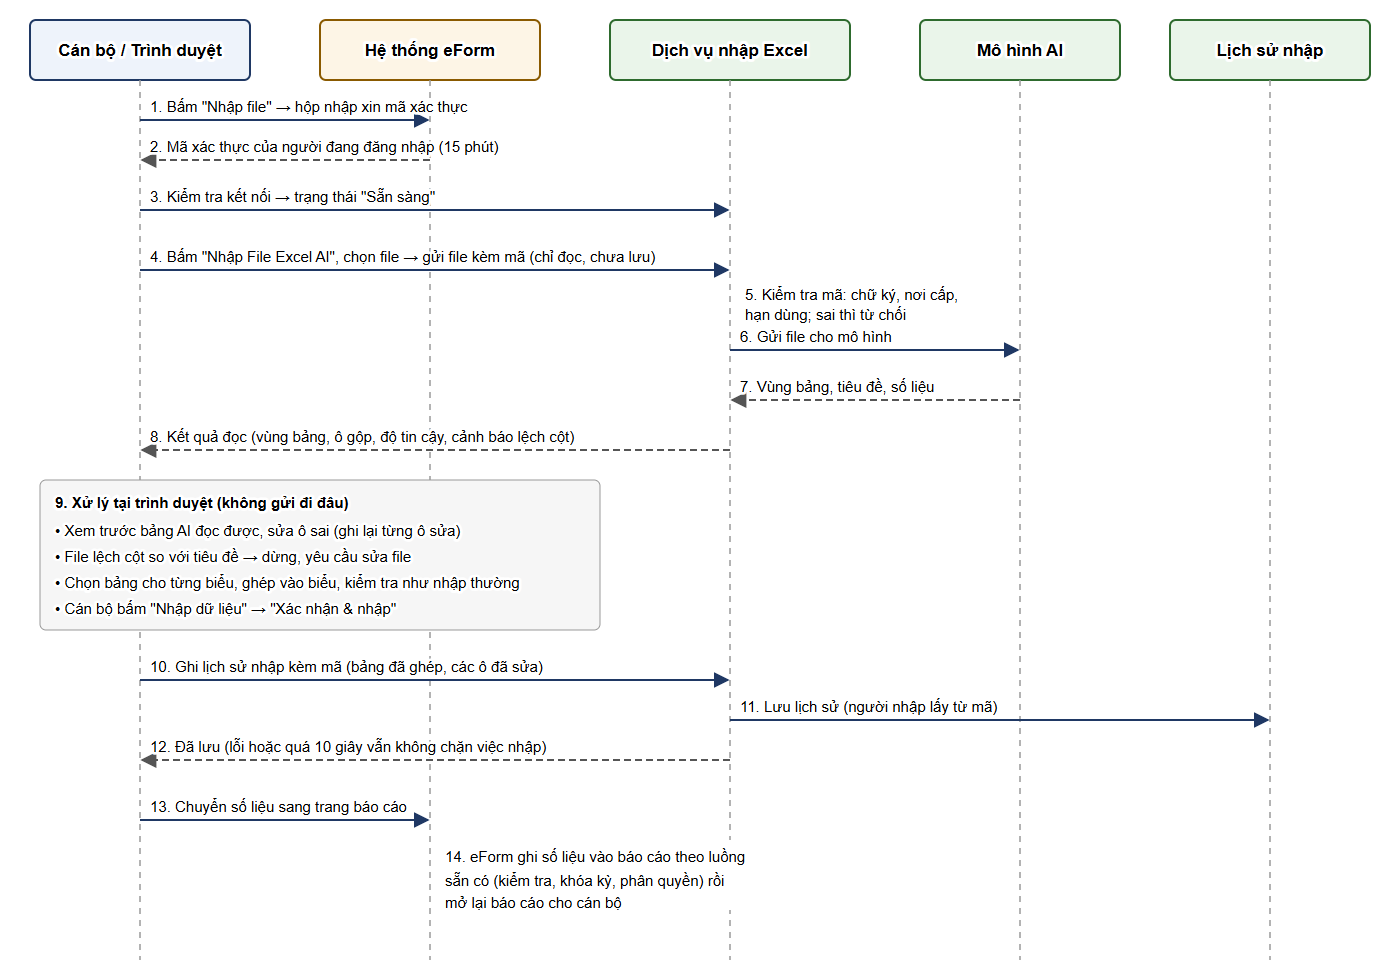 Cán bộ / Trình duyệt
Hệ thống eForm
Dịch vụ nhập Excel
Mô hình AI
Lịch sử nhập
1. Bấm "Nhập file" → hộp nhập xin mã xác thực
2. Mã xác thực của người đang đăng nhập (15 phút)
3. Kiểm tra kết nối → trạng thái "Sẵn sàng"
4. Bấm "Nhập File Excel AI", chọn file → gửi file kèm mã (chỉ đọc, chưa lưu)
5. Kiểm tra mã: chữ ký, nơi cấp,
hạn dùng; sai thì từ chối
6. Gửi file cho mô hình
7. Vùng bảng, tiêu đề, số liệu
8. Kết quả đọc (vùng bảng, ô gộp, độ tin cậy, cảnh báo lệch cột)
9. Xử lý tại trình duyệt (không gửi đi đâu)
• Xem trước bảng AI đọc được, sửa ô sai (ghi lại từng ô sửa)
• File lệch cột so với tiêu đề → dừng, yêu cầu sửa file
• Chọn bảng cho từng biểu, ghép vào biểu, kiểm tra như nhập thường
• Cán bộ bấm "Nhập dữ liệu" → "Xác nhận & nhập"
10. Ghi lịch sử nhập kèm mã (bảng đã ghép, các ô đã sửa)
11. Lưu lịch sử (người nhập lấy từ mã)
12. Đã lưu (lỗi hoặc quá 10 giây vẫn không chặn việc nhập)
13. Chuyển số liệu sang trang báo cáo
14. eForm ghi số liệu vào báo cáo theo luồng
sẵn có (kiểm tra, khóa kỳ, phân quyền) rồi
mở lại báo cáo cho cán bộ